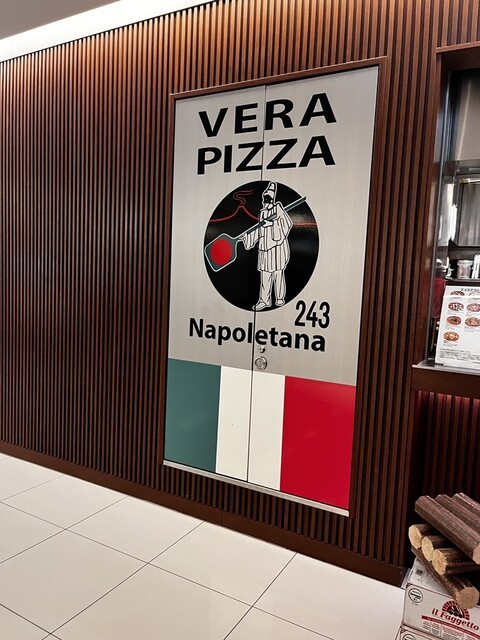 VERA
PIZZA
243
Napoletana
il Faggetto